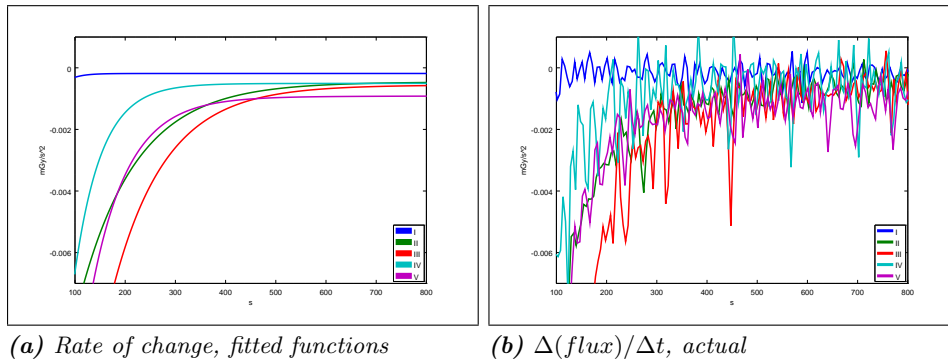 0
-0.002
-0.004
-0.006
mGy/s^2
100 200 300 400 500 600 700 800
s
I
II
III
IV
V
(a) Rate of change, fitted functions
0
-0.002
-0.004
-0.006
mGy/s^2
100 200 300 400 500 600 700 800
s
I
II
III
IV
V
(b) Δ(flux)/Δt, actual